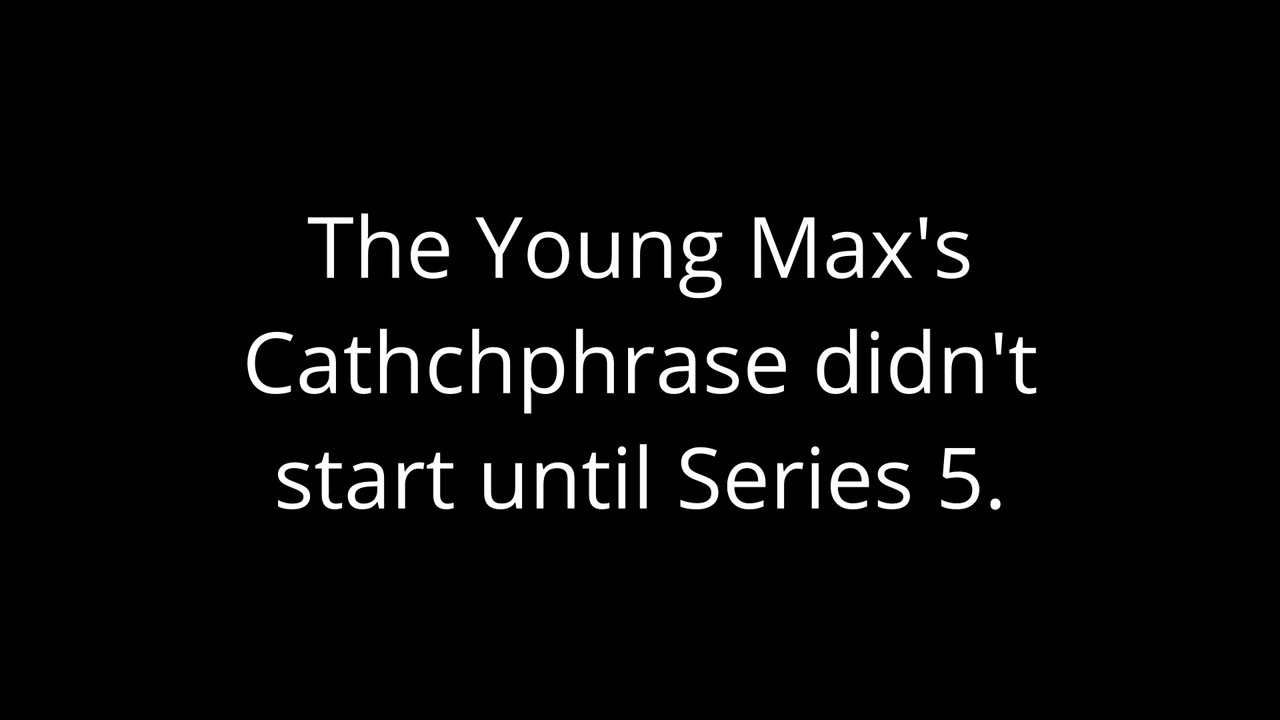 The Young Max's
Cathchphrase didn't
start until Series 5.